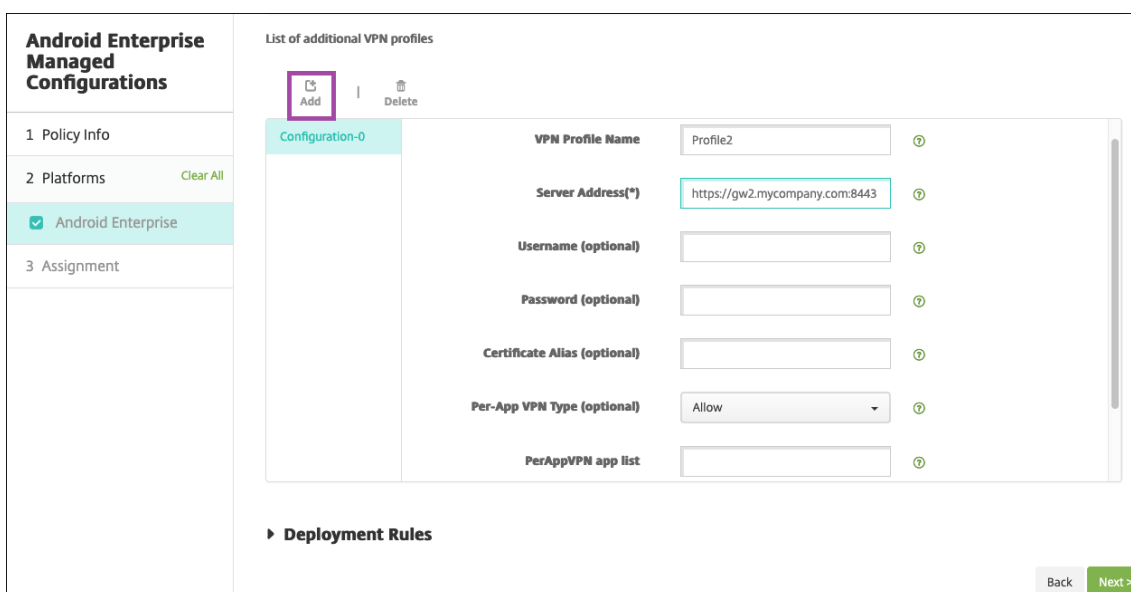 Android Enterprise
Managed
Configurations
1 Policy Info
2 Platforms
Clear All
Android Enterprise
3 Assignment
List of additional VPN profiles
Add
|
Delete
Configuration-0
VPN Profile Name
Profile2
Server Address(*)
https://gw2.mycompany.com:8443
Username (optional)
Password (optional)
Certificate Alias (optional)
Per-App VPN Type (optional)
Allow
PerAppVPN app list
Deployment Rules
Back
Next >